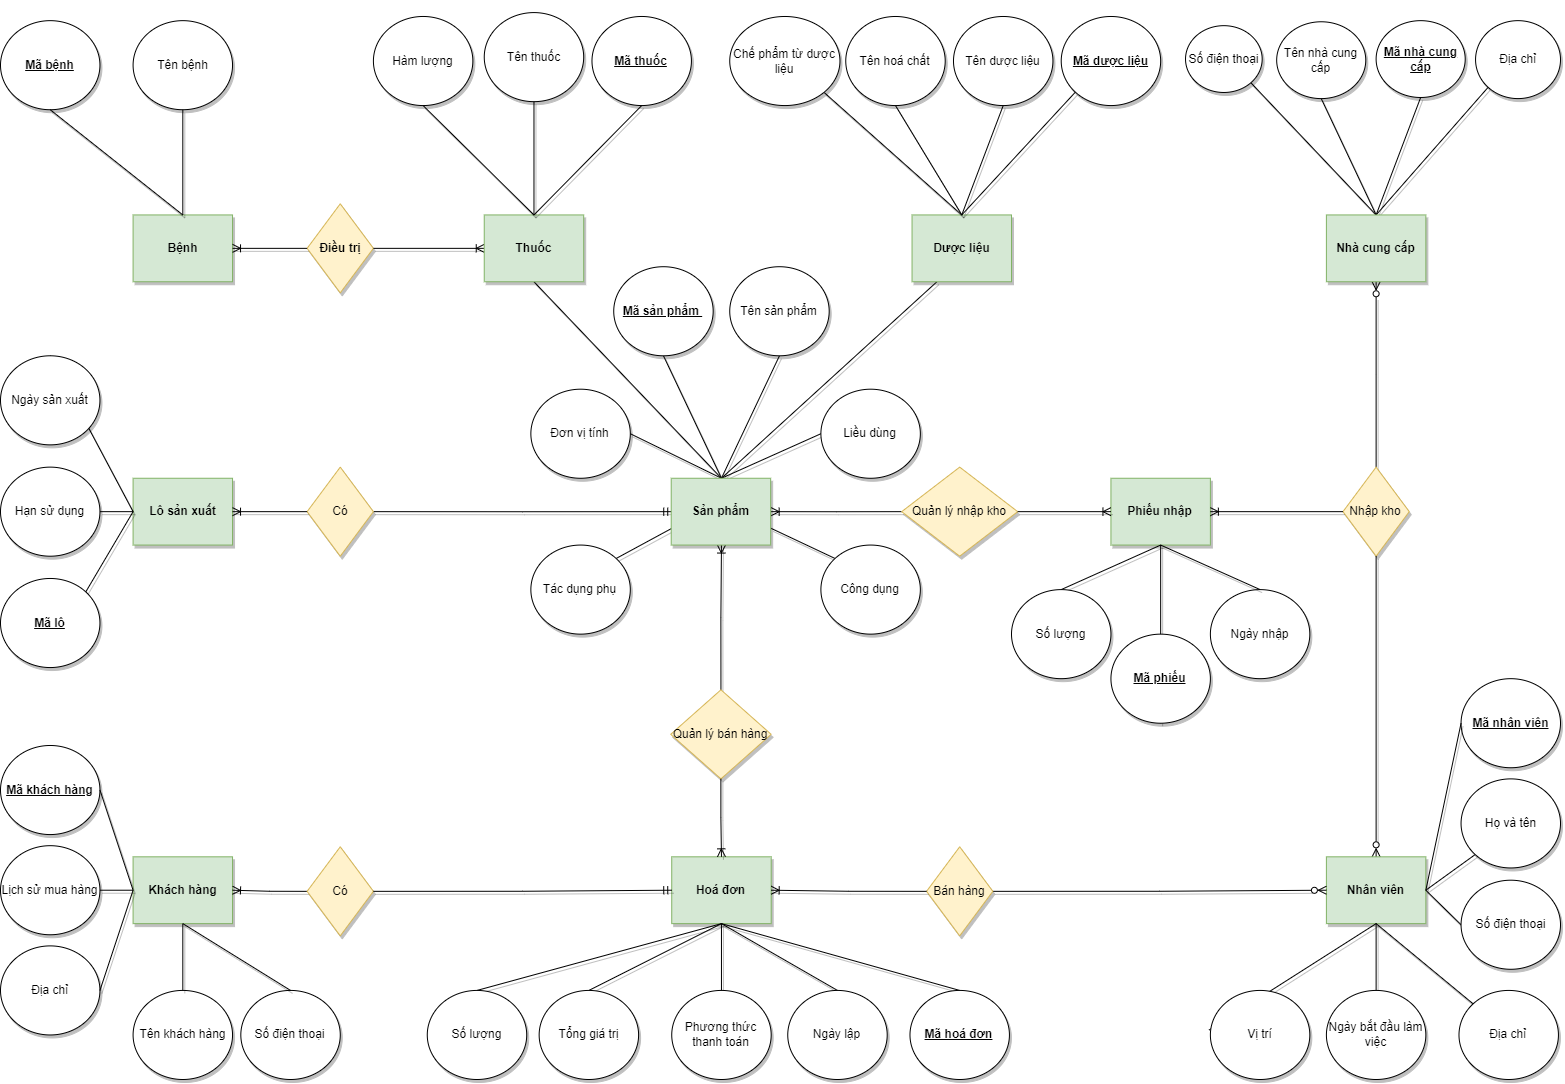 Mã bệnh
Tên bệnh
Hàm lượng
Tên thuốc
Mã thuốc
Chế phẩm từ dược
liệu
Tên hoá chất
Tên dược liệu
Mã dược liệu
Số điện thoại
Tên nhà cung
cấp
Mã nhà cung
cấp
Địa chỉ
Bệnh
Điều trị
Thuốc
Dược liệu
Nhà cung cấp
Mã sản phẩm
Tên sản phẩm
Ngày sản xuất
Đơn vị tính
Liều dùng
Hạn sử dụng
Lô sản xuất
Có
Sản phẩm
Quản lý nhập kho
Phiếu nhập
Nhập kho
Mã lô
Tác dụng phụ
Công dụng
Số lượng
Mã phiếu
Ngày nhập
Quản lý bán hàng
Mã nhân viên
Họ và tên
Mã khách hàng
Lịch sử mua hàng
Khách hàng
Có
Hoá đơn
Bán hàng
Nhân viên
Số điện thoại
Địa chỉ
Tên khách hàng
Số điện thoại
Số lượng
Tổng giá trị
Phương thức
thanh toán
Ngày lập
Mã hoá đơn
Vị trí
Ngày bắt đầu làm
việc
Địa chỉ